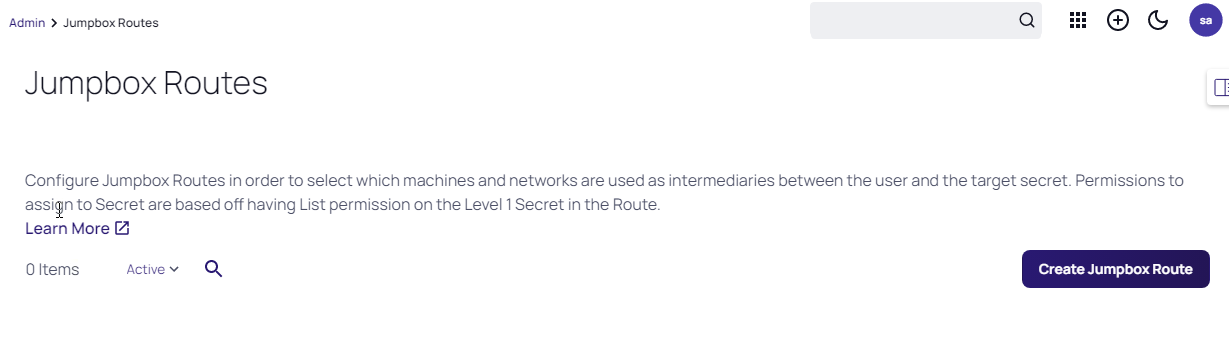 Admin > Jumpbox Routes
sa
Jumpbox Routes
Configure Jumpbox Routes in order to select which machines and networks are used as intermediaries between the user and the target secret. Permissions to
assign to Secret are based off having List permission on the Level 1 Secret in the Route.
Learn More
0 Items Active Create Jumpbox Route